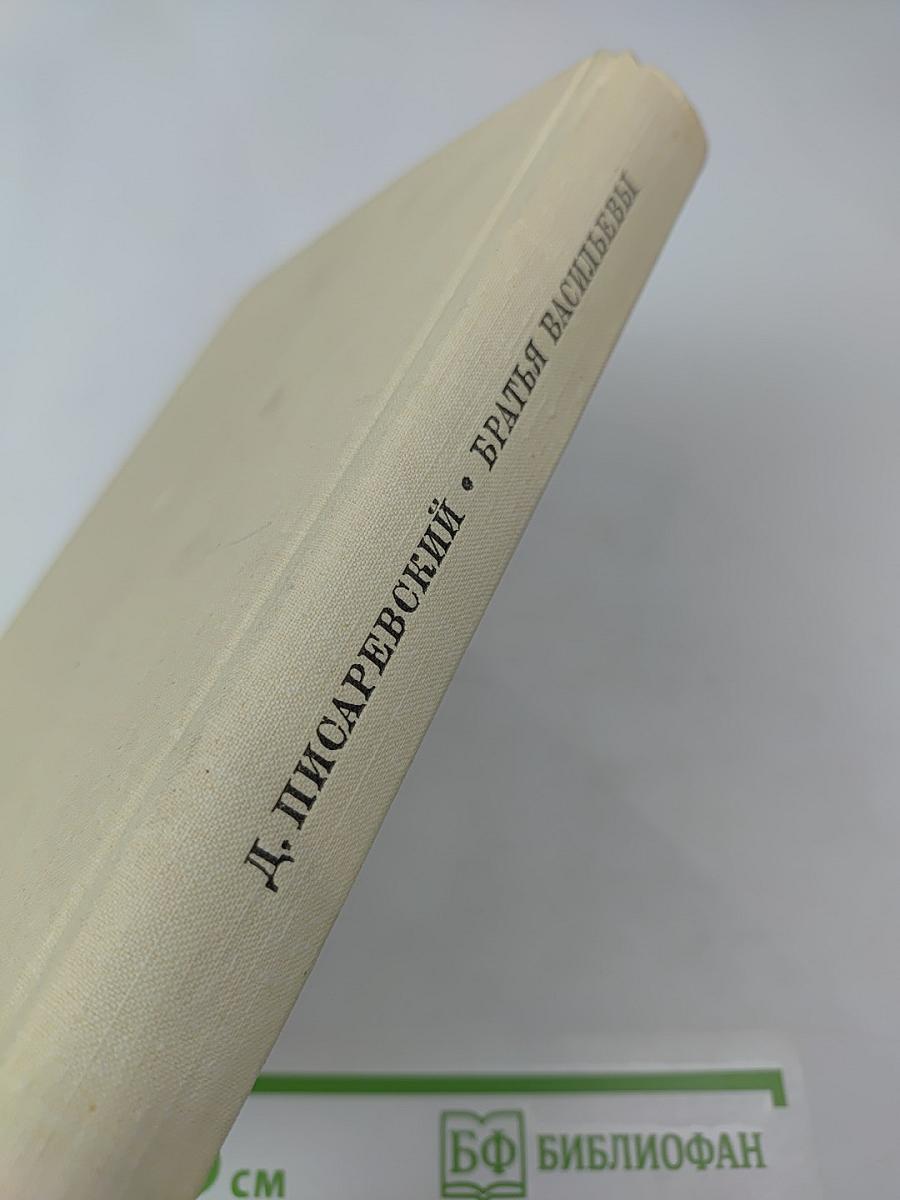 Д. ПИСАРЕВСКИЙ • БРАТЬЯ ВАСИЛЬЕВЫ
СМ
БФ БИБЛИОФАН